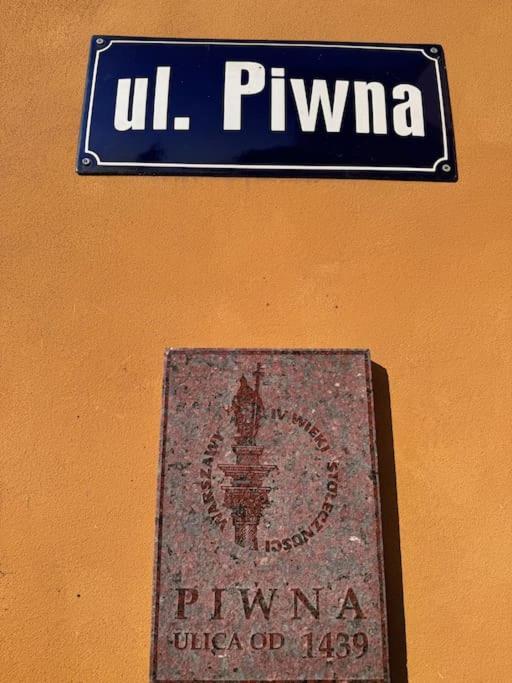 ul. Piwna
IV WIEKI STOŁECZNOŚCI WARSZAWY
PIWNA
ULICA OD 1439